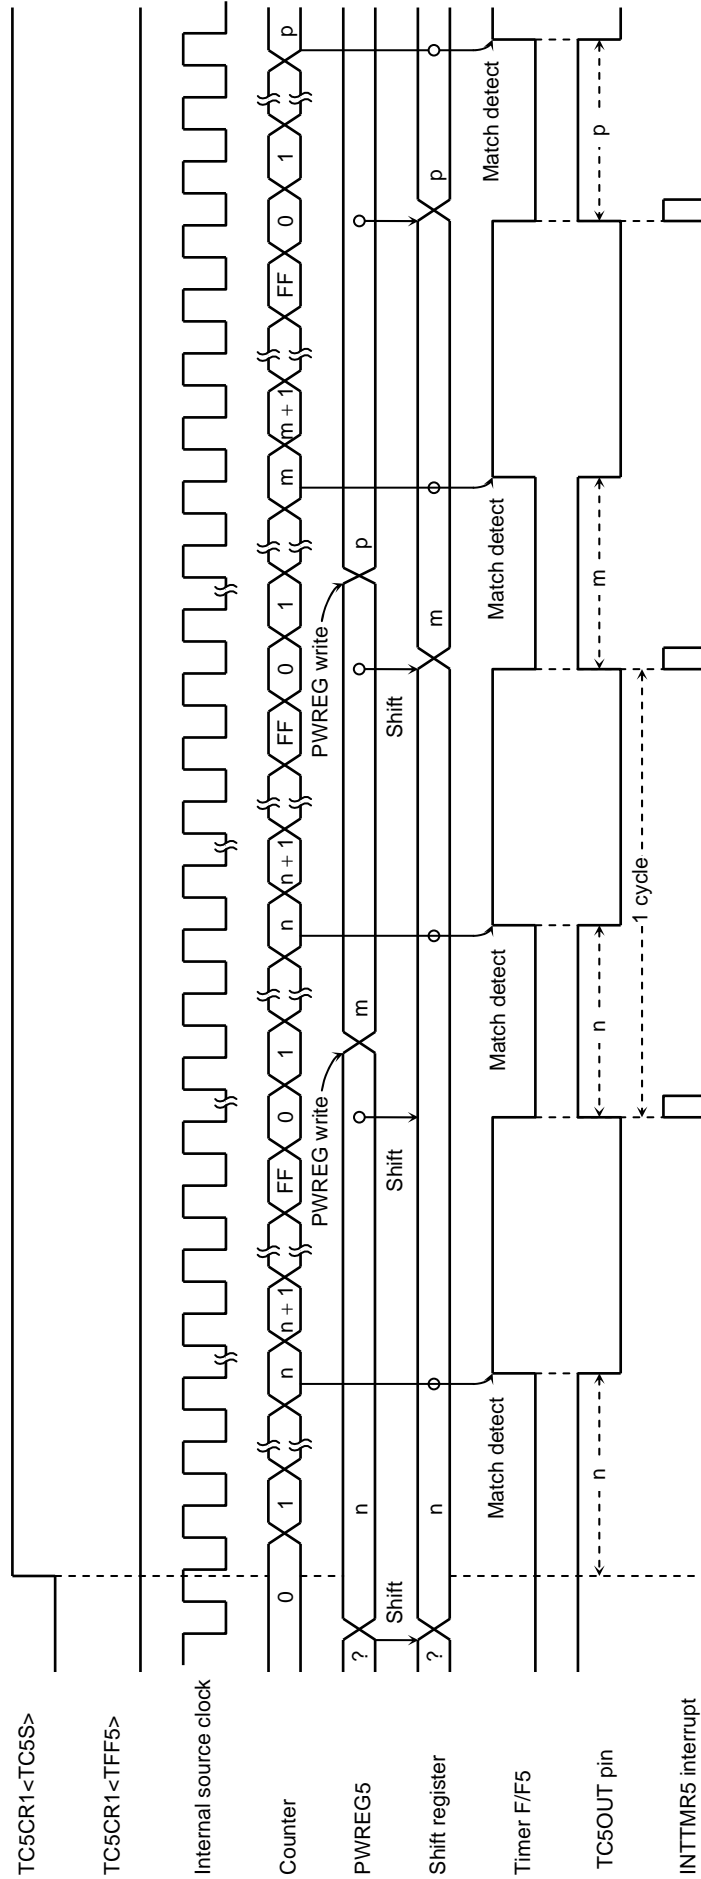 TC5CR1<TC5S>
TC5CR1<TFF5>
Internal source clock
Counter 0 1 n n + 1 FF 0 1 n n + 1 FF 0 1 m m + 1 FF 0 1 p
PWREG write PWREG write
PWREG5 ? n m p
Shift Shift Shift
Shift register ? n m p
Match detect Match detect Match detect Match detect
Timer F/F5
TC5OUT pin n n m p
1 cycle
INTTMR5 interrupt